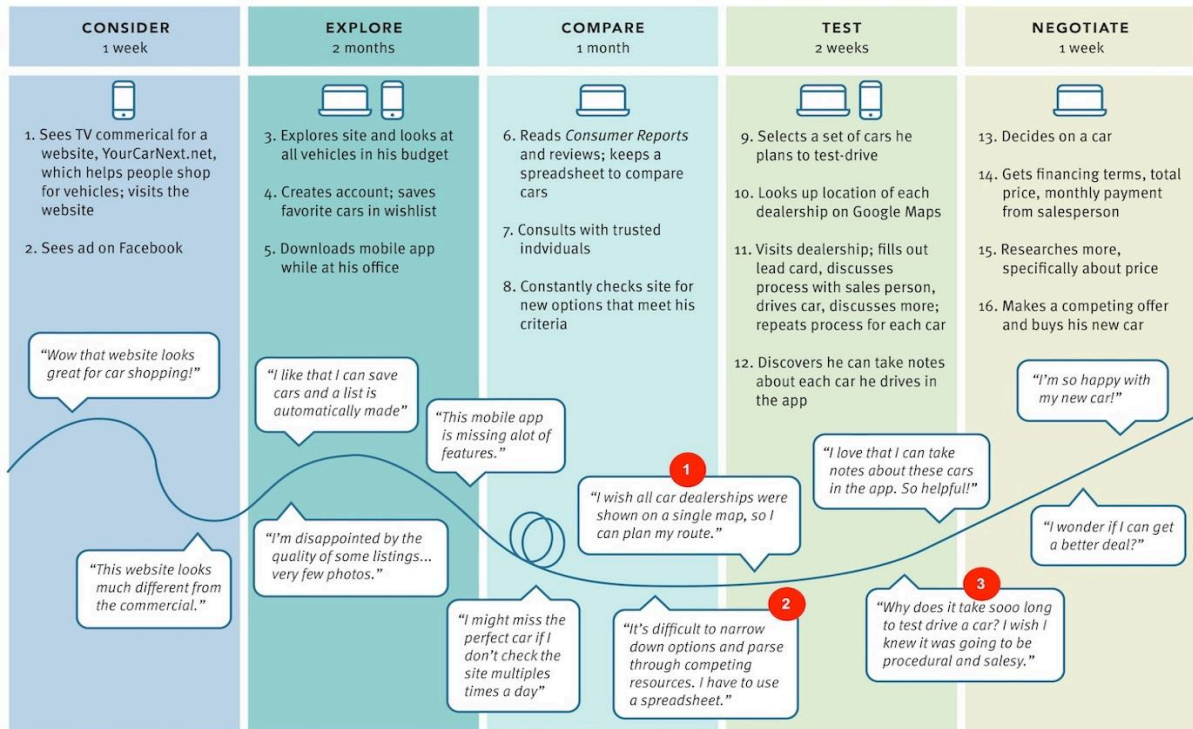 CONSIDER
1 week
EXPLORE
2 months
COMPARE
1 month
TEST
2 weeks
NEGOTIATE
1 week
1. Sees TV commerical for a
website, YourCarNext.net,
which helps people shop
for vehicles; visits the
website
2. Sees ad on Facebook
3. Explores site and looks at
all vehicles in his budget
4. Creates account; saves
favorite cars in wishlist
5. Downloads mobile app
while at his office
6. Reads Consumer Reports
and reviews; keeps a
spreadsheet to compare
cars
7. Consults with trusted
indviduals
8. Constantly checks site for
new options that meet his
criteria
9. Selects a set of cars he
plans to test-drive
10. Looks up location of each
dealership on Google Maps
11. Visits dealership; fills out
lead card, discusses
process with sales person,
drives car, discusses more;
repeats process for each car
12. Discovers he can take notes
about each car he drives in
the app
13. Decides on a car
14. Gets financing terms, total
price, monthly payment
from salesperson
15. Researches more,
specifically about price
16. Makes a competing offer
and buys his new car
“Wow that website looks
great for car shopping!”
“This website looks
much different from
the commercial.”
“I like that I can save
cars and a list is
automatically made”
“I’m disappointed by the
quality of some listings...
very few photos.”
“This mobile app
is missing alot of
features.”
“I might miss the
perfect car if I
don’t check the
site multiples
times a day”
1
“I wish all car dealerships were
shown on a single map, so I
can plan my route.”
2
“It’s difficult to narrow
down options and parse
through competing
resources. I have to use
a spreadsheet.”
“I love that I can take
notes about these cars
in the app. So helpful!”
3
“Why does it take sooo long
to test drive a car? I wish I
knew it was going to be
procedural and salesy.”
“I’m so happy with
my new car!”
“I wonder if I can get
a better deal?”